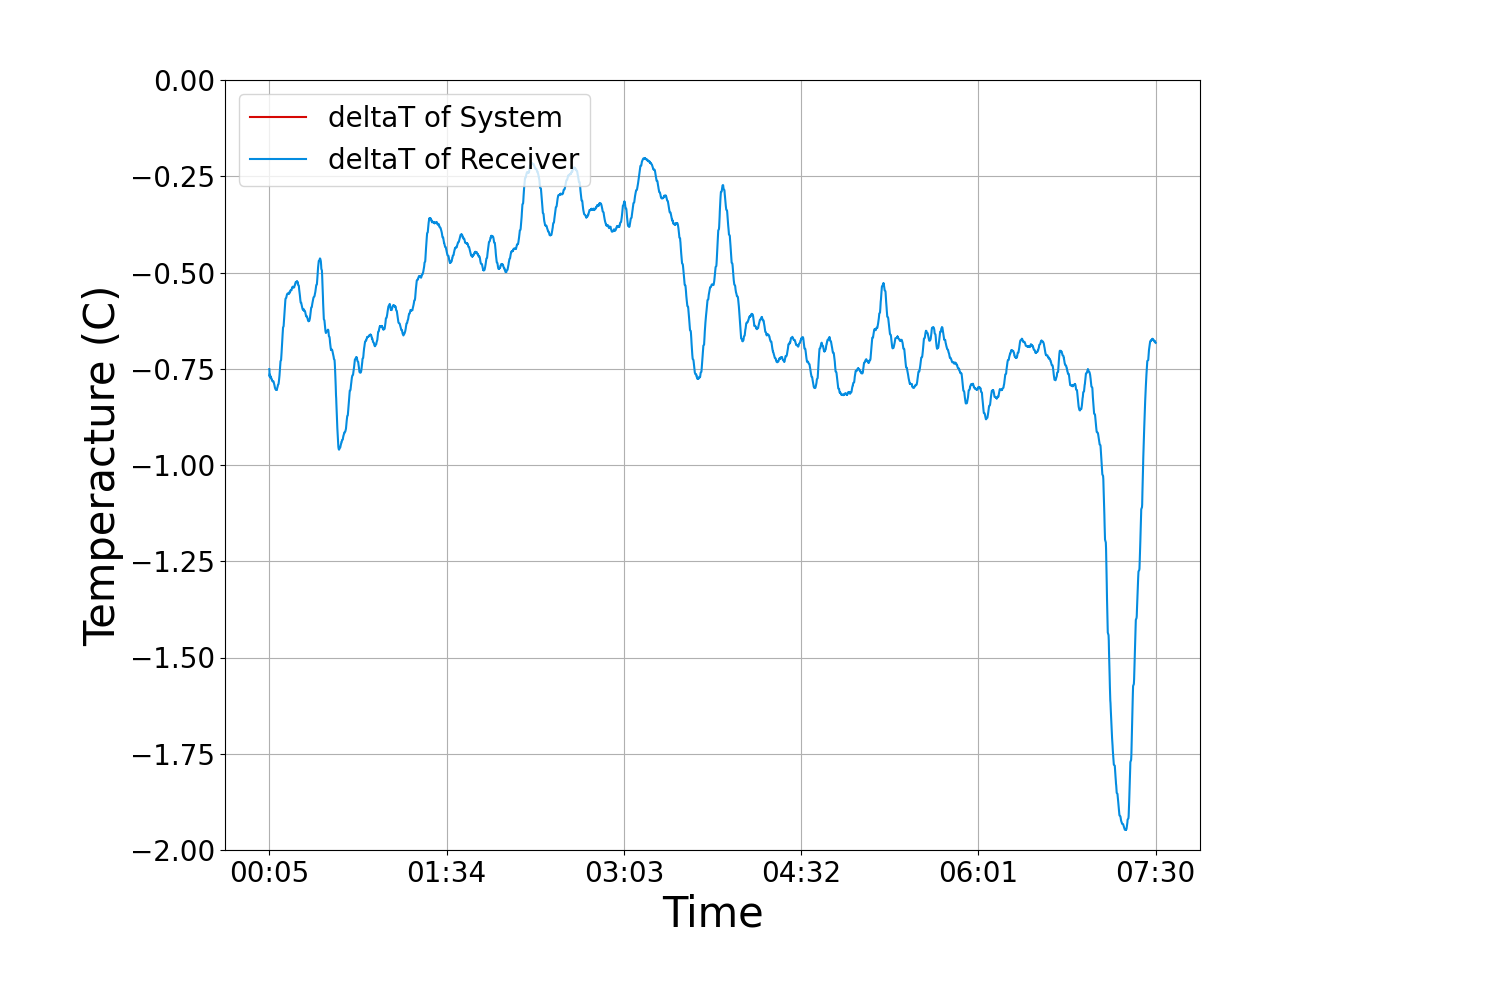 0.00
deltaT of System
deltaT of Receiver
−0.25
−0.50
−0.75
−1.00
−1.25
−1.50
−1.75
−2.00
Temperacture (C)
00:05 01:34 03:03 04:32 06:01 07:30
Time